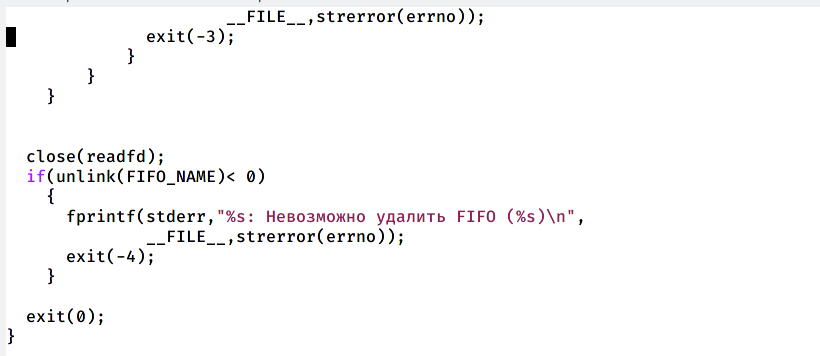 __FILE__,strerror(errno));
exit(-3);
}
}
}
close(readfd);
if(unlink(FIFO_NAME)< 0)
{
fprintf(stderr,"%s: Невозможно удалить FIFO (%s)\n",
__FILE__,strerror(errno));
exit(-4);
}
exit(0);
}